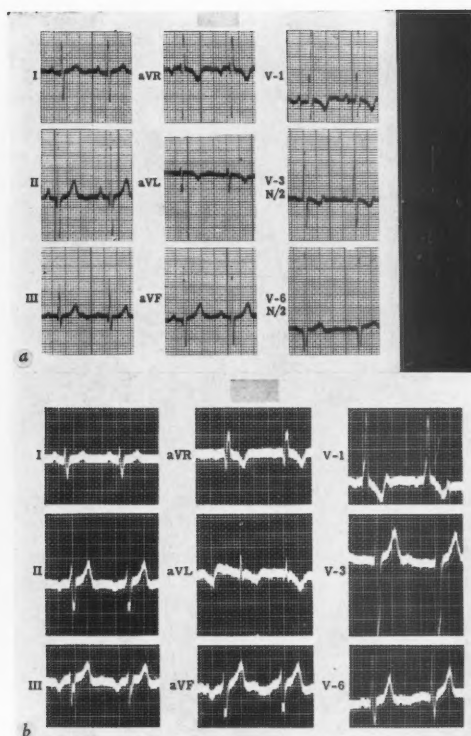 I aVR V-1
II aVL V-3
N/2
III aVF V-6
N/2
a
I aVR V-1
II aVL V-3
III aVF V-6
b